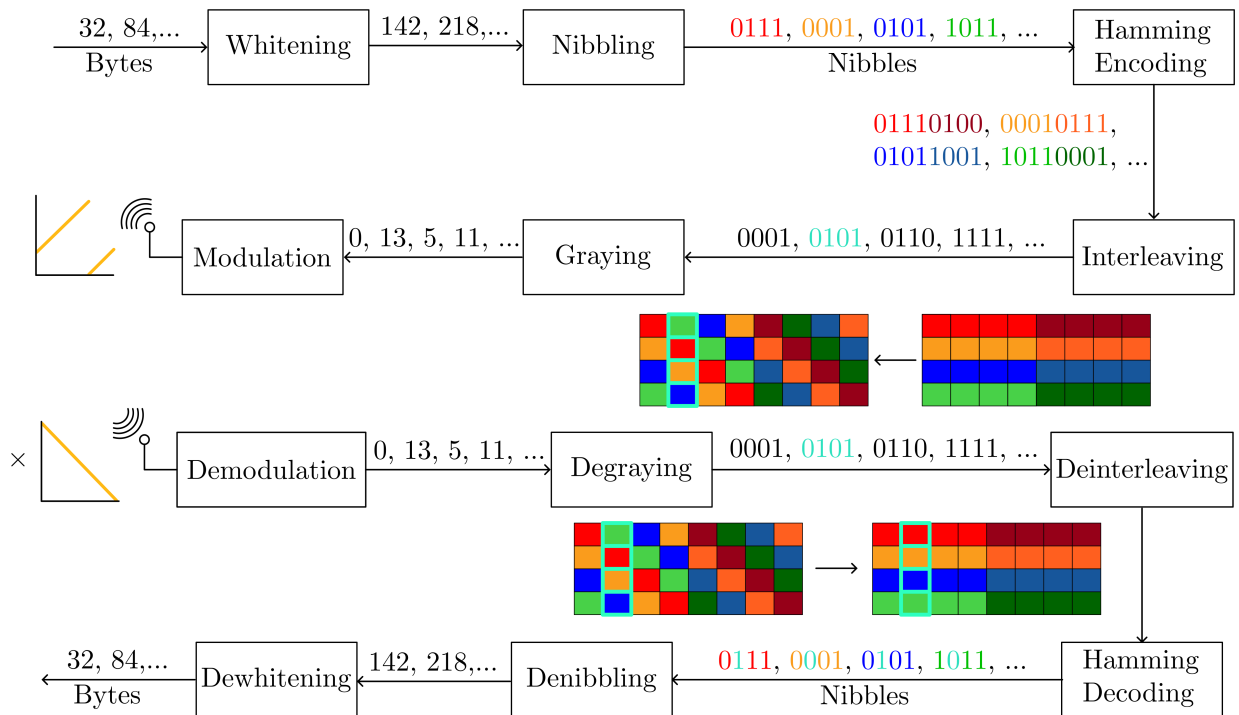 32, 84,...
Bytes
Whitening
142, 218,...
Nibbling
0111, 0001, 0101, 1011, ...
Nibbles
Hamming
Encoding
01110100, 00010111,
01011001, 10110001, ...
Modulation
0, 13, 5, 11, ...
Graying
0001, 0101, 0110, 1111, ...
Interleaving
×
Demodulation
0, 13, 5, 11, ...
Degraying
0001, 0101, 0110, 1111, ...
Deinterleaving
32, 84,...
Bytes
Dewhitening
142, 218,...
Denibbling
0111, 0001, 0101, 1011, ...
Nibbles
Hamming
Decoding